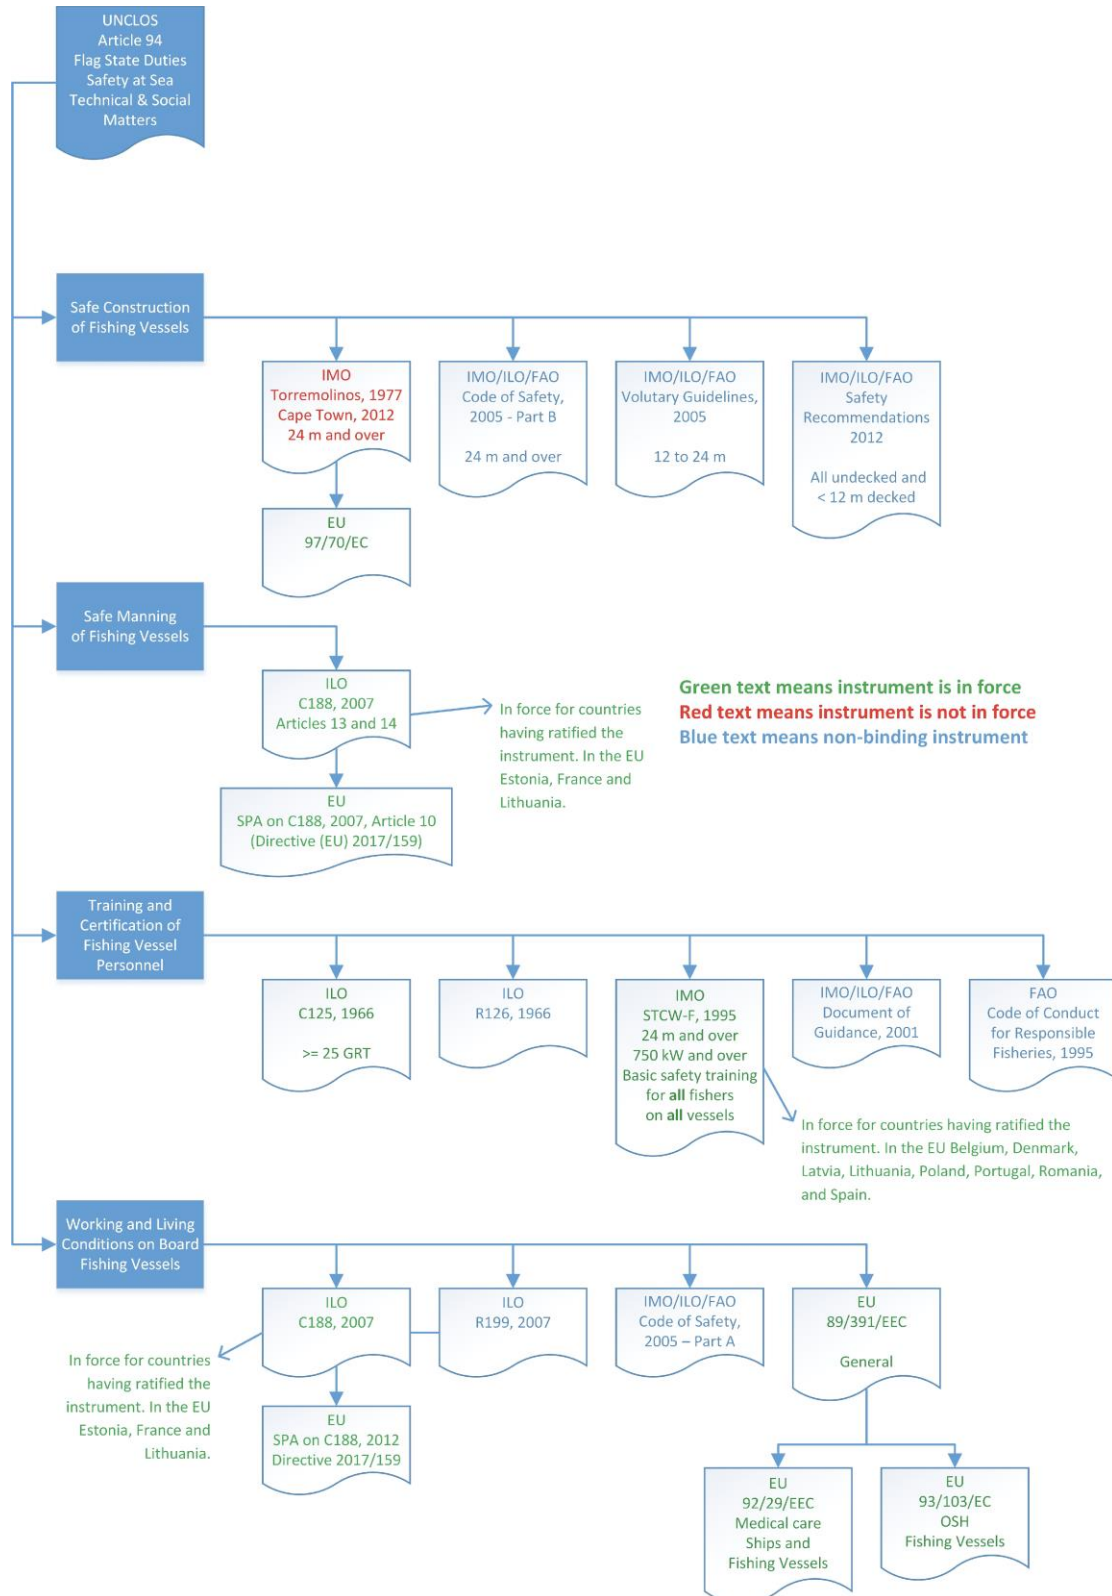 UNCLOS
Article 94
Flag State Duties
Safety at Sea
Technical & Social
Matters
Safe Construction
of Fishing Vessels
IMO
Torremolinos, 1977
Cape Town, 2012
24 m and over
IMO/ILO/FAO
Code of Safety,
2005 - Part B
24 m and over
IMO/ILO/FAO
Volutary Guidelines,
2005
12 to 24 m
IMO/ILO/FAO
Safety
Recommendations
2012
All undecked and
< 12 m decked
EU
97/70/EC
Safe Manning
of Fishing Vessels
ILO
C188, 2007
Articles 13 and 14
In force for countries
having ratified the
instrument. In the EU
Estonia, France and
Lithuania.
Green text means instrument is in force
Red text means instrument is not in force
Blue text means non-binding instrument
EU
SPA on C188, 2007, Article 10
(Directive (EU) 2017/159)
Training and
Certification of
Fishing Vessel
Personnel
ILO
C125, 1966
>= 25 GRT
ILO
R126, 1966
IMO
STCW-F, 1995
24 m and over
750 kW and over
Basic safety training
for all fishers
on all vessels
IMO/ILO/FAO
Document of
Guidance, 2001
FAO
Code of Conduct
for Responsible
Fisheries, 1995
In force for countries having ratified the
instrument. In the EU Belgium, Denmark,
Latvia, Lithuania, Poland, Portugal, Romania,
and Spain.
Working and Living
Conditions on Board
Fishing Vessels
ILO
C188, 2007
ILO
R199, 2007
IMO/ILO/FAO
Code of Safety,
2005 – Part A
EU
89/391/EEC
General
In force for countries
having ratified the
instrument. In the EU
Estonia, France and
Lithuania.
EU
SPA on C188, 2012
Directive 2017/159
EU
92/29/EEC
Medical care
Ships and
Fishing Vessels
EU
93/103/EC
OSH
Fishing Vessels